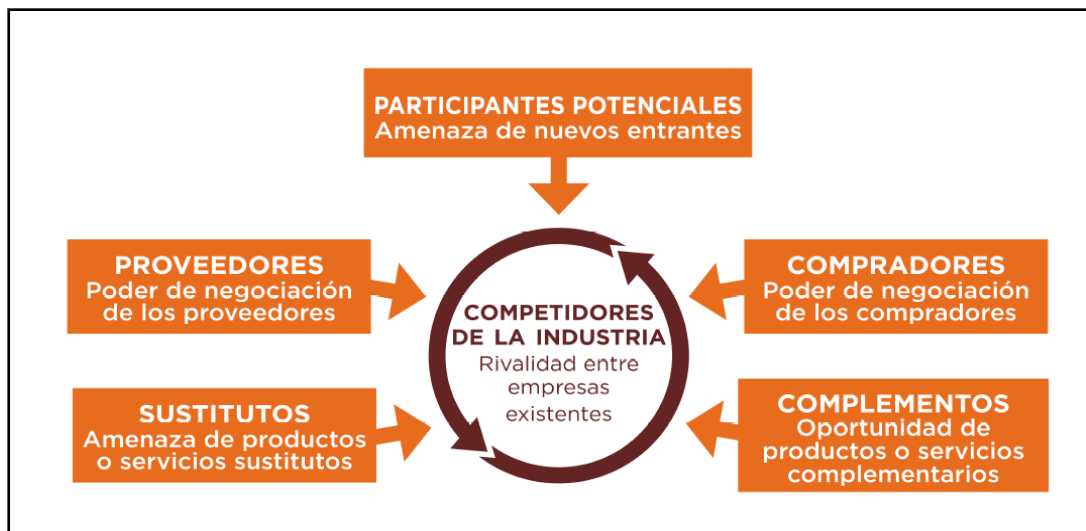 PARTICIPANTES POTENCIALES
Amenaza de nuevos entrantes
PROVEEDORES
Poder de negociación
de los proveedores
COMPETIDORES
DE LA INDUSTRIA
Rivalidad entre
empresas
existentes
COMPRADORES
Poder de negociación
de los compradores
SUSTITUTOS
Amenaza de productos
o servicios sustitutos
COMPLEMENTOS
Oportunidad de
productos o servicios
complementarios